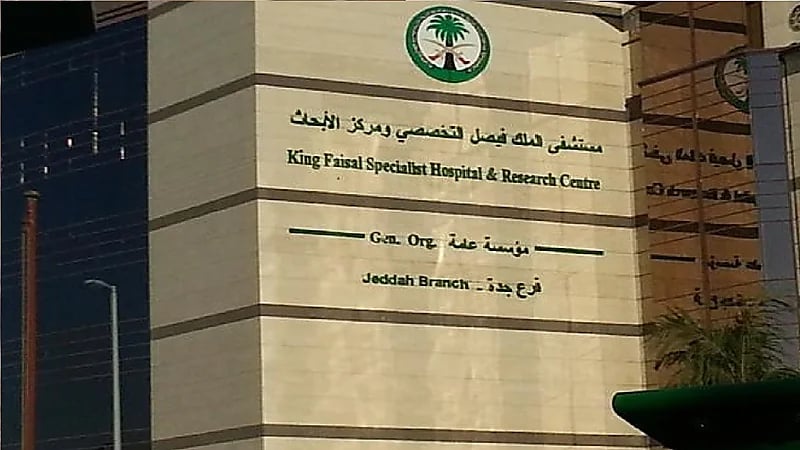 مستشفى الملك فيصل التخصصي ومركز الأبحاث
King Faisal Specialist Hospital & Research Centre
Gen. Org. مؤسسة عامة
Jeddah Branch - فرع جدة